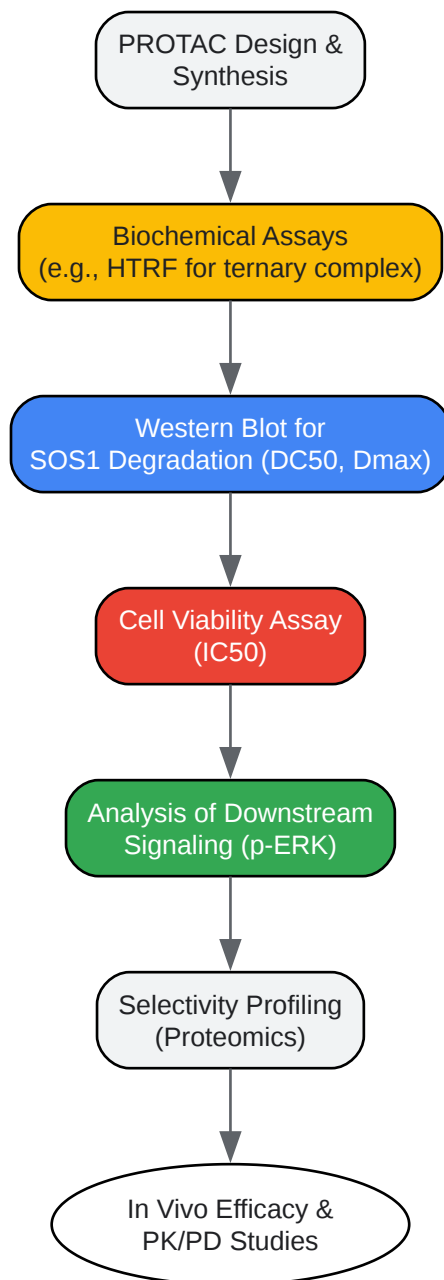 PROTAC Design &
Synthesis
Biochemical Assays
(e.g., HTRF for ternary complex)
Western Blot for
SOS1 Degradation (DC50, Dmax)
Cell Viability Assay
(IC50)
Analysis of Downstream
Signaling (p-ERK)
Selectivity Profiling
(Proteomics)
In Vivo Efficacy &
PK/PD Studies